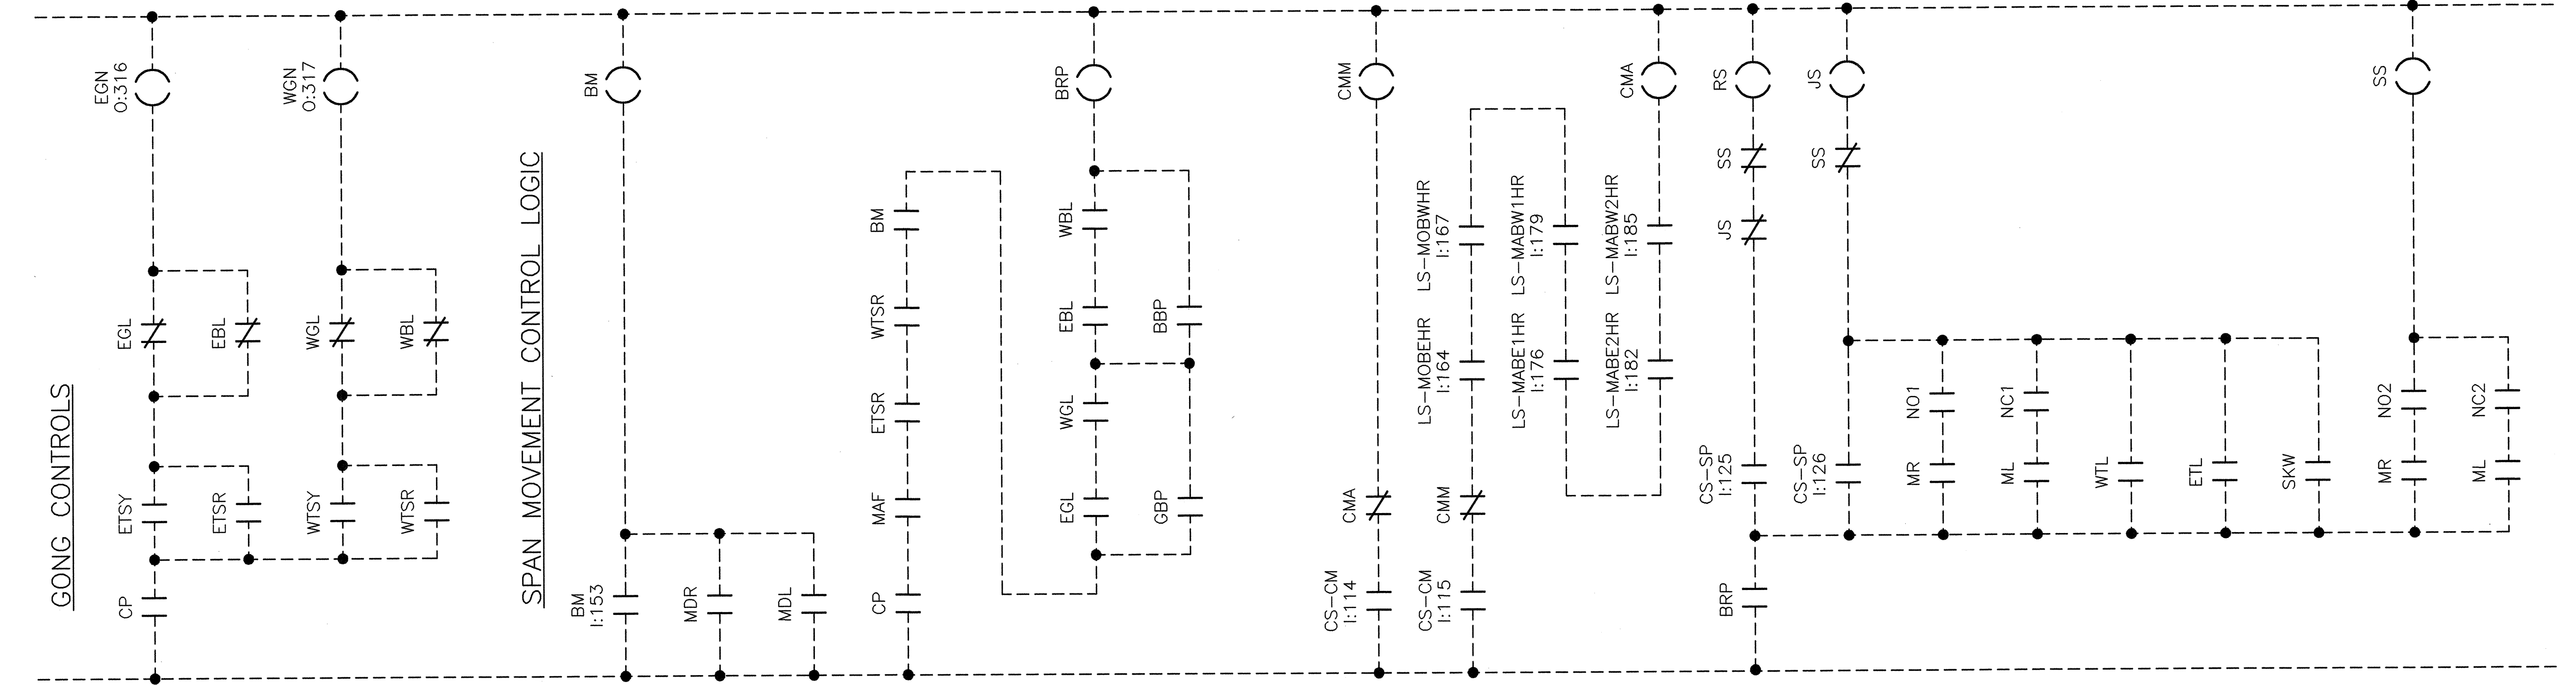 GONG CONTROLS
CP
ETSY
EGL
EGN
O:316
ETSR
EBL
WTSY
WGL
WGN
O:317
WTSR
WBL
SPAN MOVEMENT CONTROL LOGIC
BM
I:153
BM
MDR
MDL
CP
MAF
ETSR
WTSR
BM
EGL
WGL
EBL
WBL
BRP
GBP
BBP
CS-CM
I:114
CMA
CMM
CS-CM
I:115
CMM
LS-MOBEHR
I:164
LS-MOBWHR
I:167
LS-MABE1HR
I:176
LS-MABW1HR
I:179
LS-MABE2HR
I:182
LS-MABW2HR
I:185
CMA
BRP
CS-SP
I:125
JS
SS
RS
CS-SP
I:126
SS
JS
MR
NO1
ML
NC1
WTL
ETL
SKW
MR
NO2
SS
ML
NC2